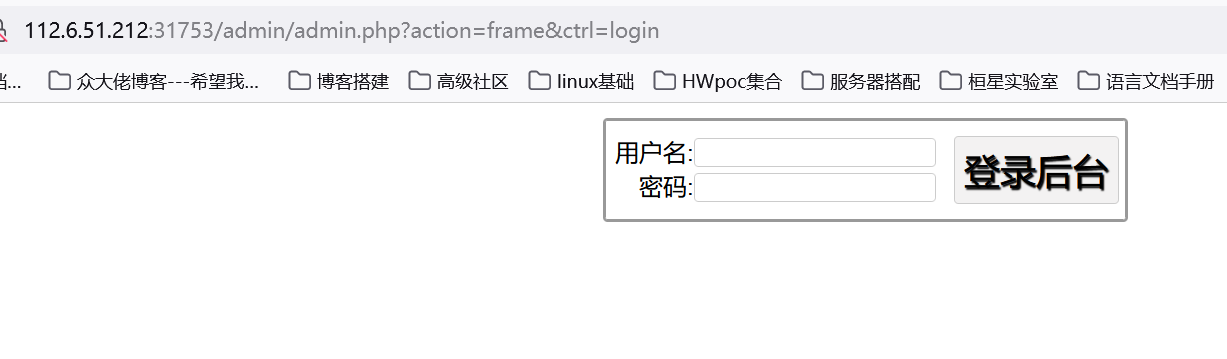 112.6.51.212:31753/admin/admin.php?action=frame&ctrl=login
... 众大佬博客---希望我... 博客搭建 高级社区 linux基础 HWpoc集合 服务器搭配 桓星实验室 语言文档手册
用户名: 登录后台
密码: